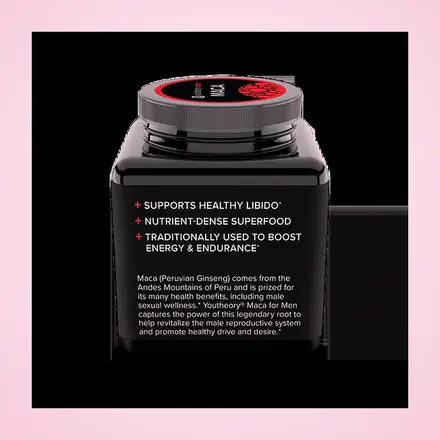 MACA
+ SUPPORTS HEALTHY LIBIDO*
+ NUTRIENT-DENSE SUPERFOOD
+ TRADITIONALLY USED TO BOOST
ENERGY & ENDURANCE*
Maca (Peruvian Ginseng) comes from the
Andes Mountains of Peru and is prized for
its many health benefits, including male
sexual wellness.* Youtheory® Maca for Men
captures the power of this legendary root to
help revitalize the male reproductive system
and promote healthy drive and desire.*